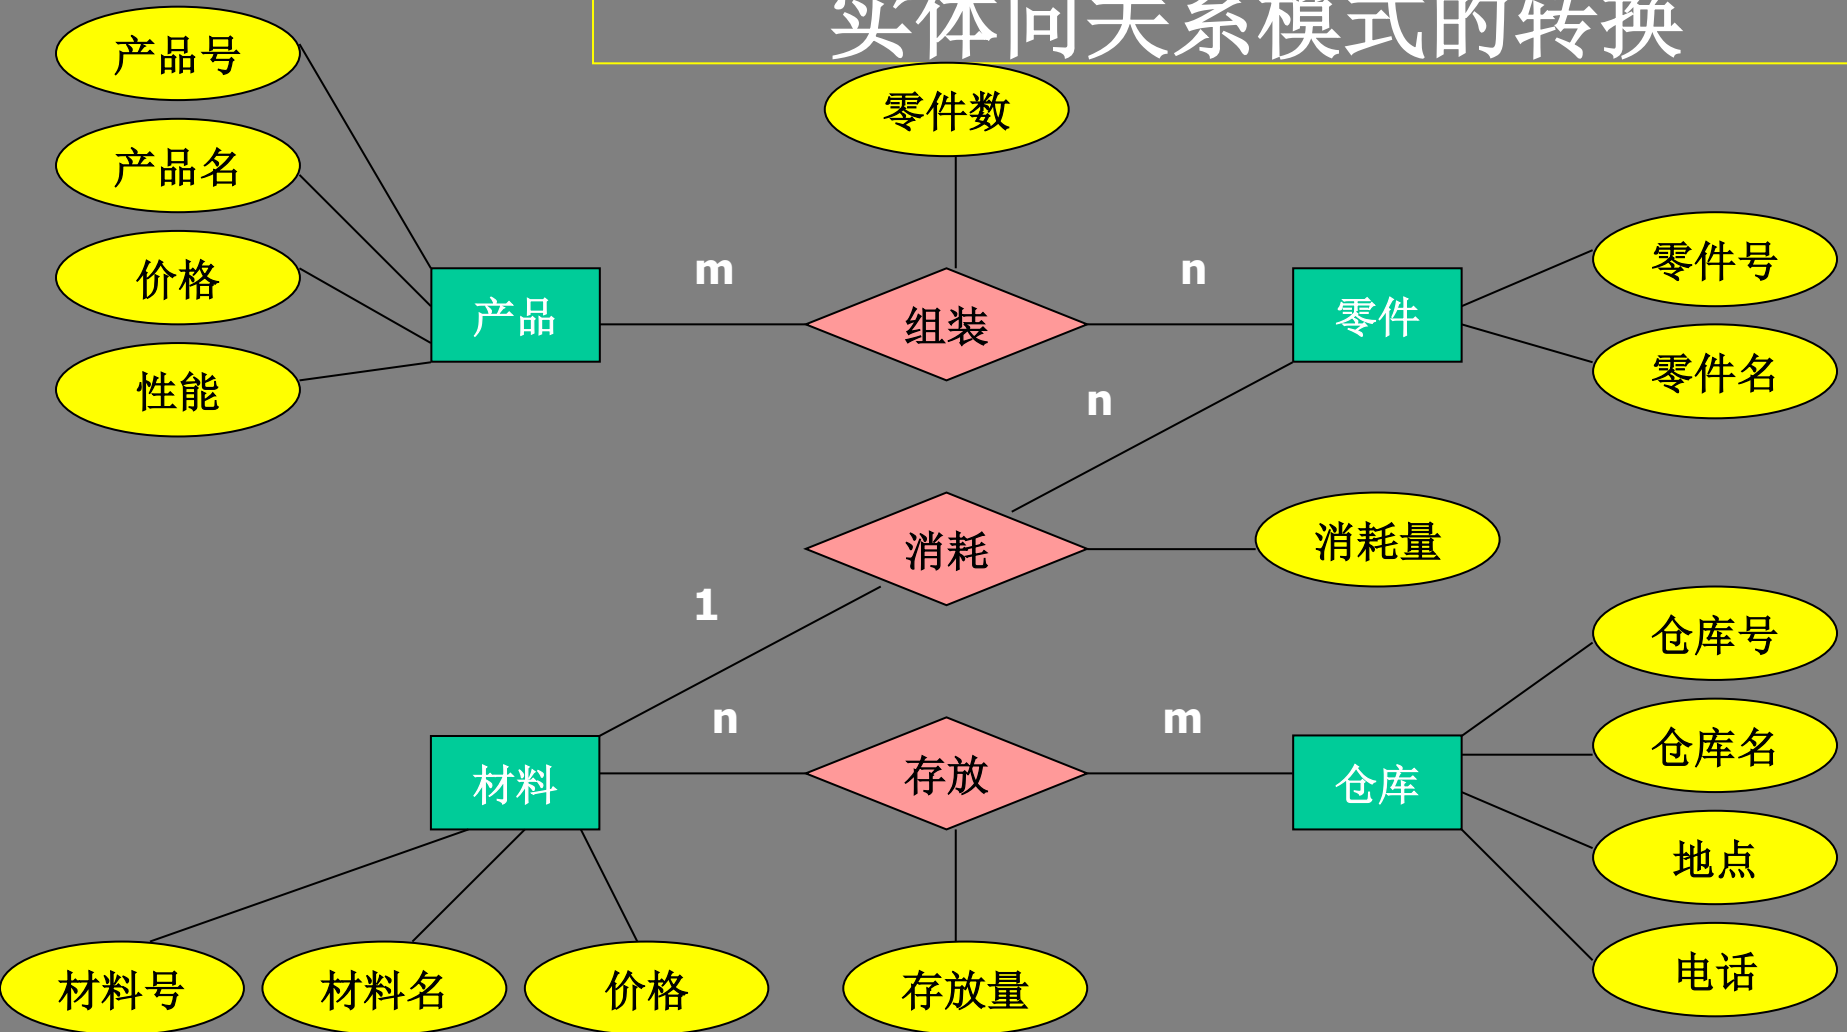 实体向关系模式的转换
产品号
零件数
产品名
价格
性能
m
n
零件号
产品
组装
零件
零件名
n
消耗
消耗量
1
仓库号
n
m
仓库名
材料
存放
仓库
地点
电话
材料号
材料名
价格
存放量